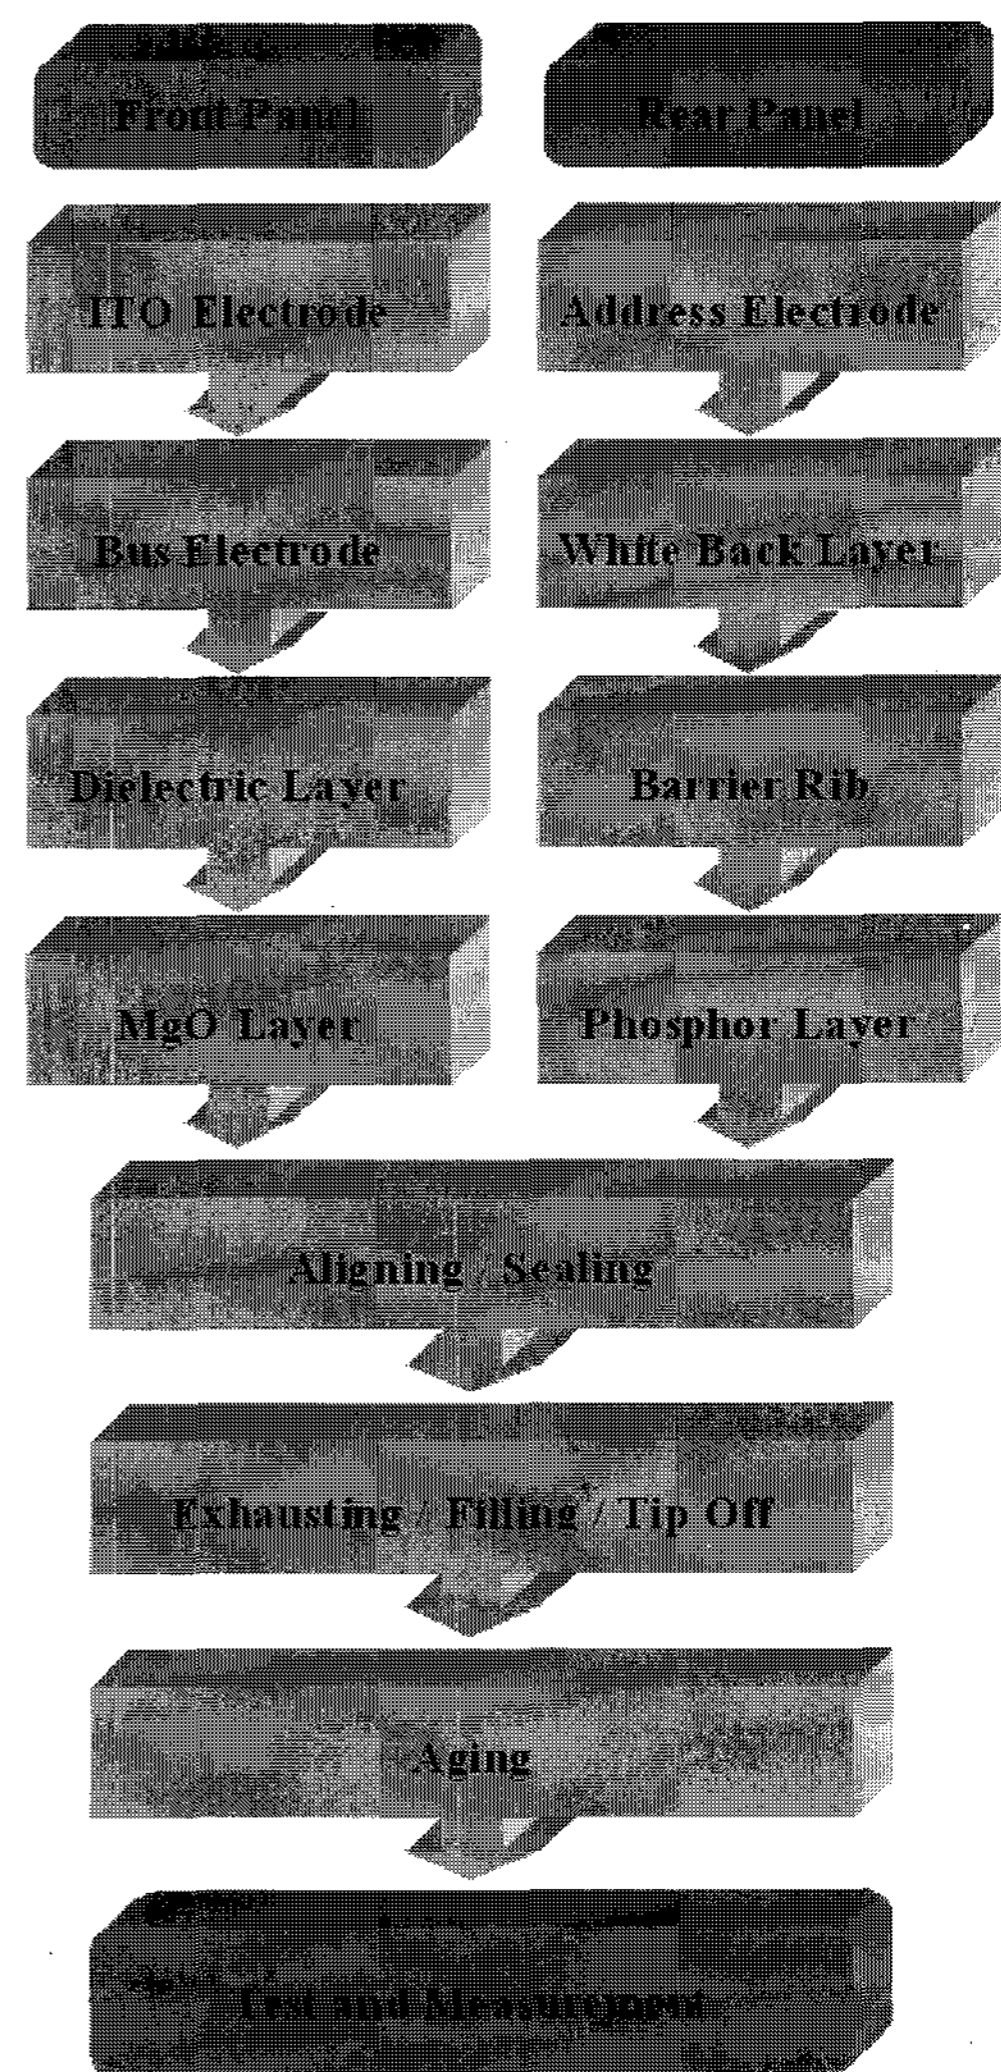 Front Panel
Rear Panel
ITO Electrode
Address Electrode
Bus Electrode
White Back Layer
Dielectric Layer
Barrier Rib
MgO Layer
Phosphor Layer
Aligning / Sealing
Exhausting / Filling / Tip Off
Aging
Test and Measurement